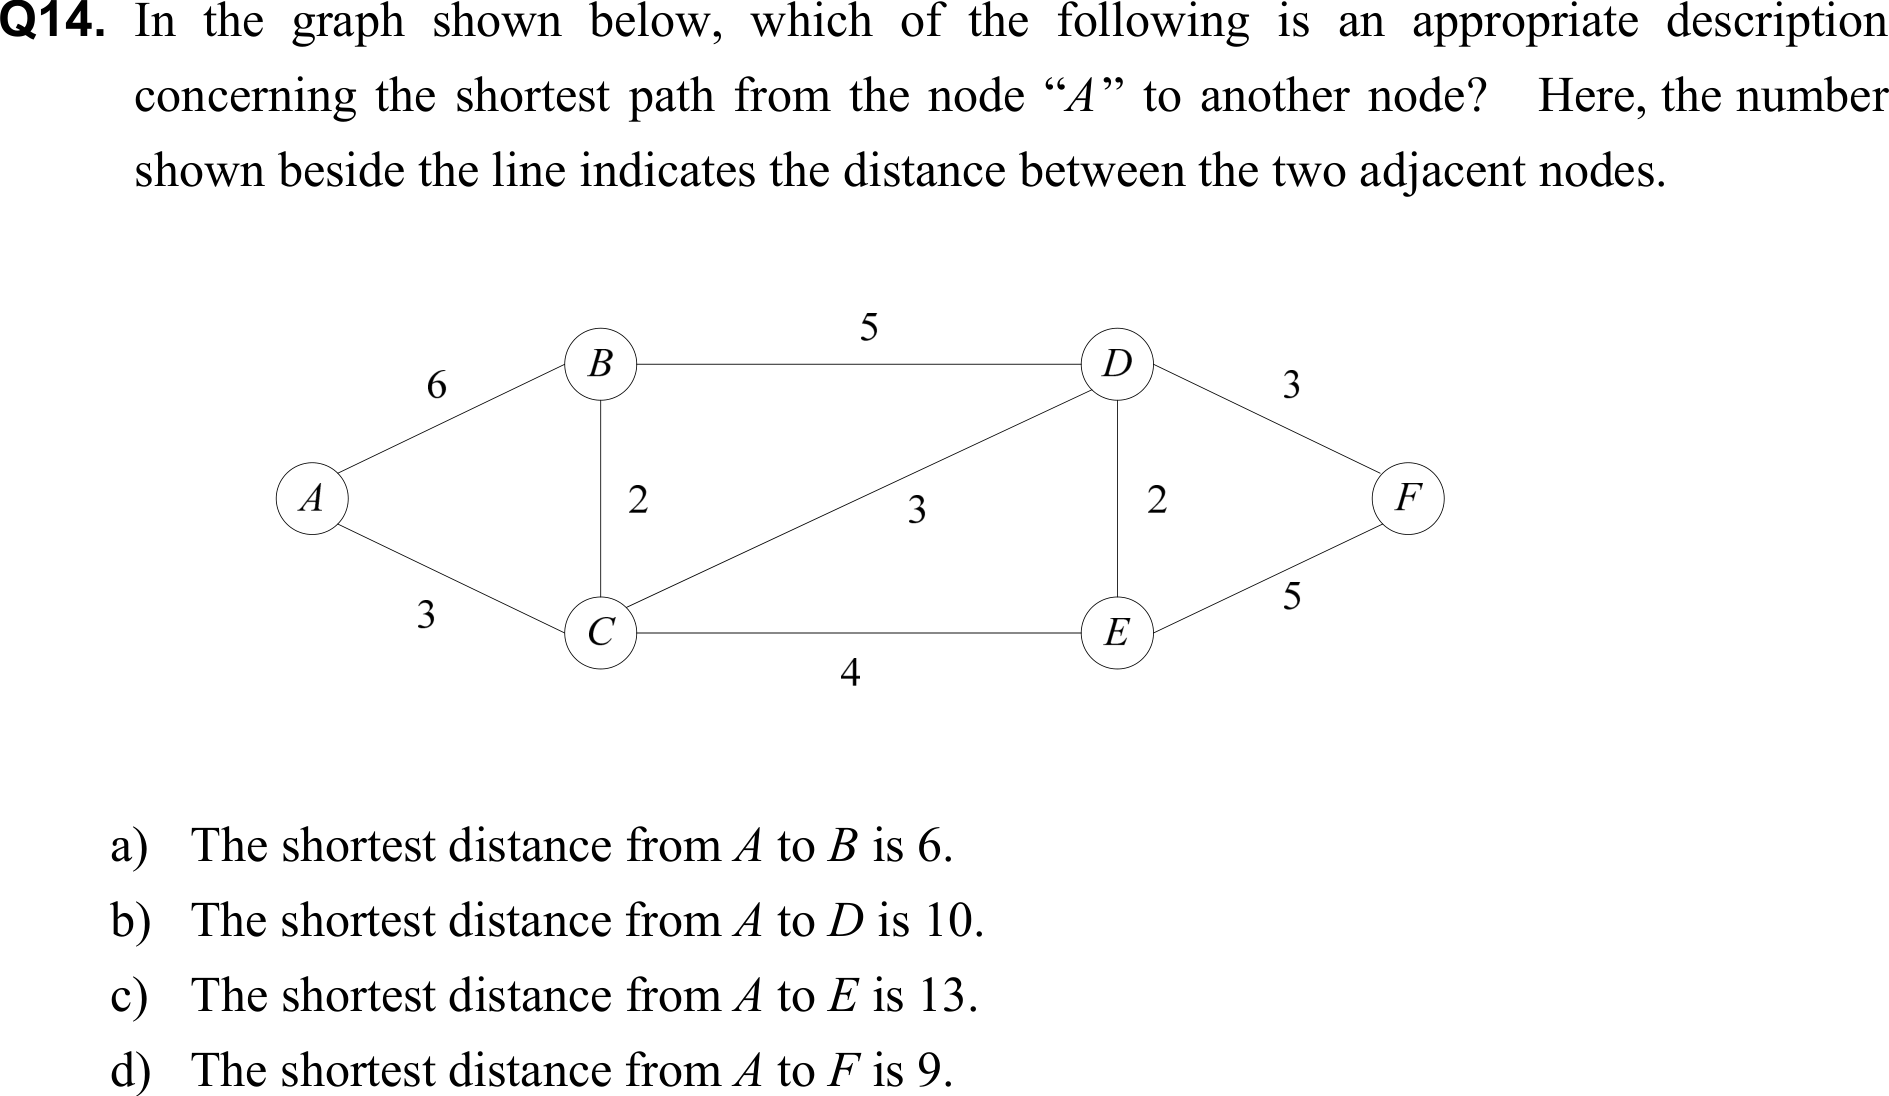 Q14. In the graph shown below, which of the following is an appropriate description
concerning the shortest path from the node “A” to another node? Here, the number
shown beside the line indicates the distance between the two adjacent nodes.
5
B
D
6
3
A
2
3
2
F
3
C
E
5
4
a) The shortest distance from A to B is 6.
b) The shortest distance from A to D is 10.
c) The shortest distance from A to E is 13.
d) The shortest distance from A to F is 9.